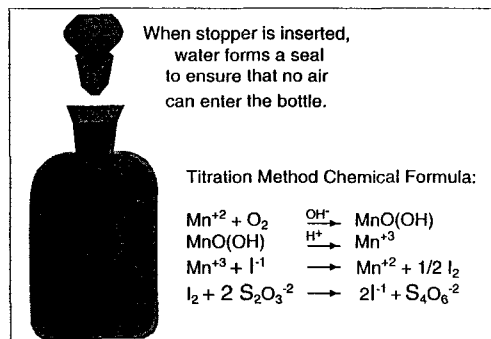 When stopper is inserted,
water forms a seal
to ensure that no air
can enter the bottle.
Titration Method Chemical Formula:
Mn⁺² + O₂ OH⁻⟶ MnO(OH)
MnO(OH) H⁺⟶ Mn⁺³
Mn⁺³ + I⁻¹ ⟶ Mn⁺² + 1/2 I₂
I₂ + 2 S₂O₃⁻² ⟶ 2I⁻¹ + S₄O₆⁻²